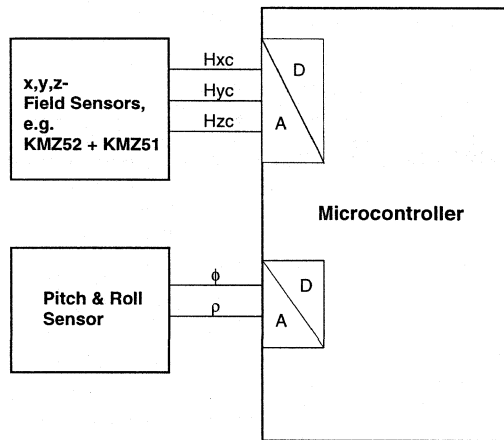 x,y,z-
Field Sensors,
e.g.
KMZ52 + KMZ51
Hxc
Hyc
Hzc
D
A
Microcontroller
Pitch & Roll
Sensor
ϕ
ρ
D
A